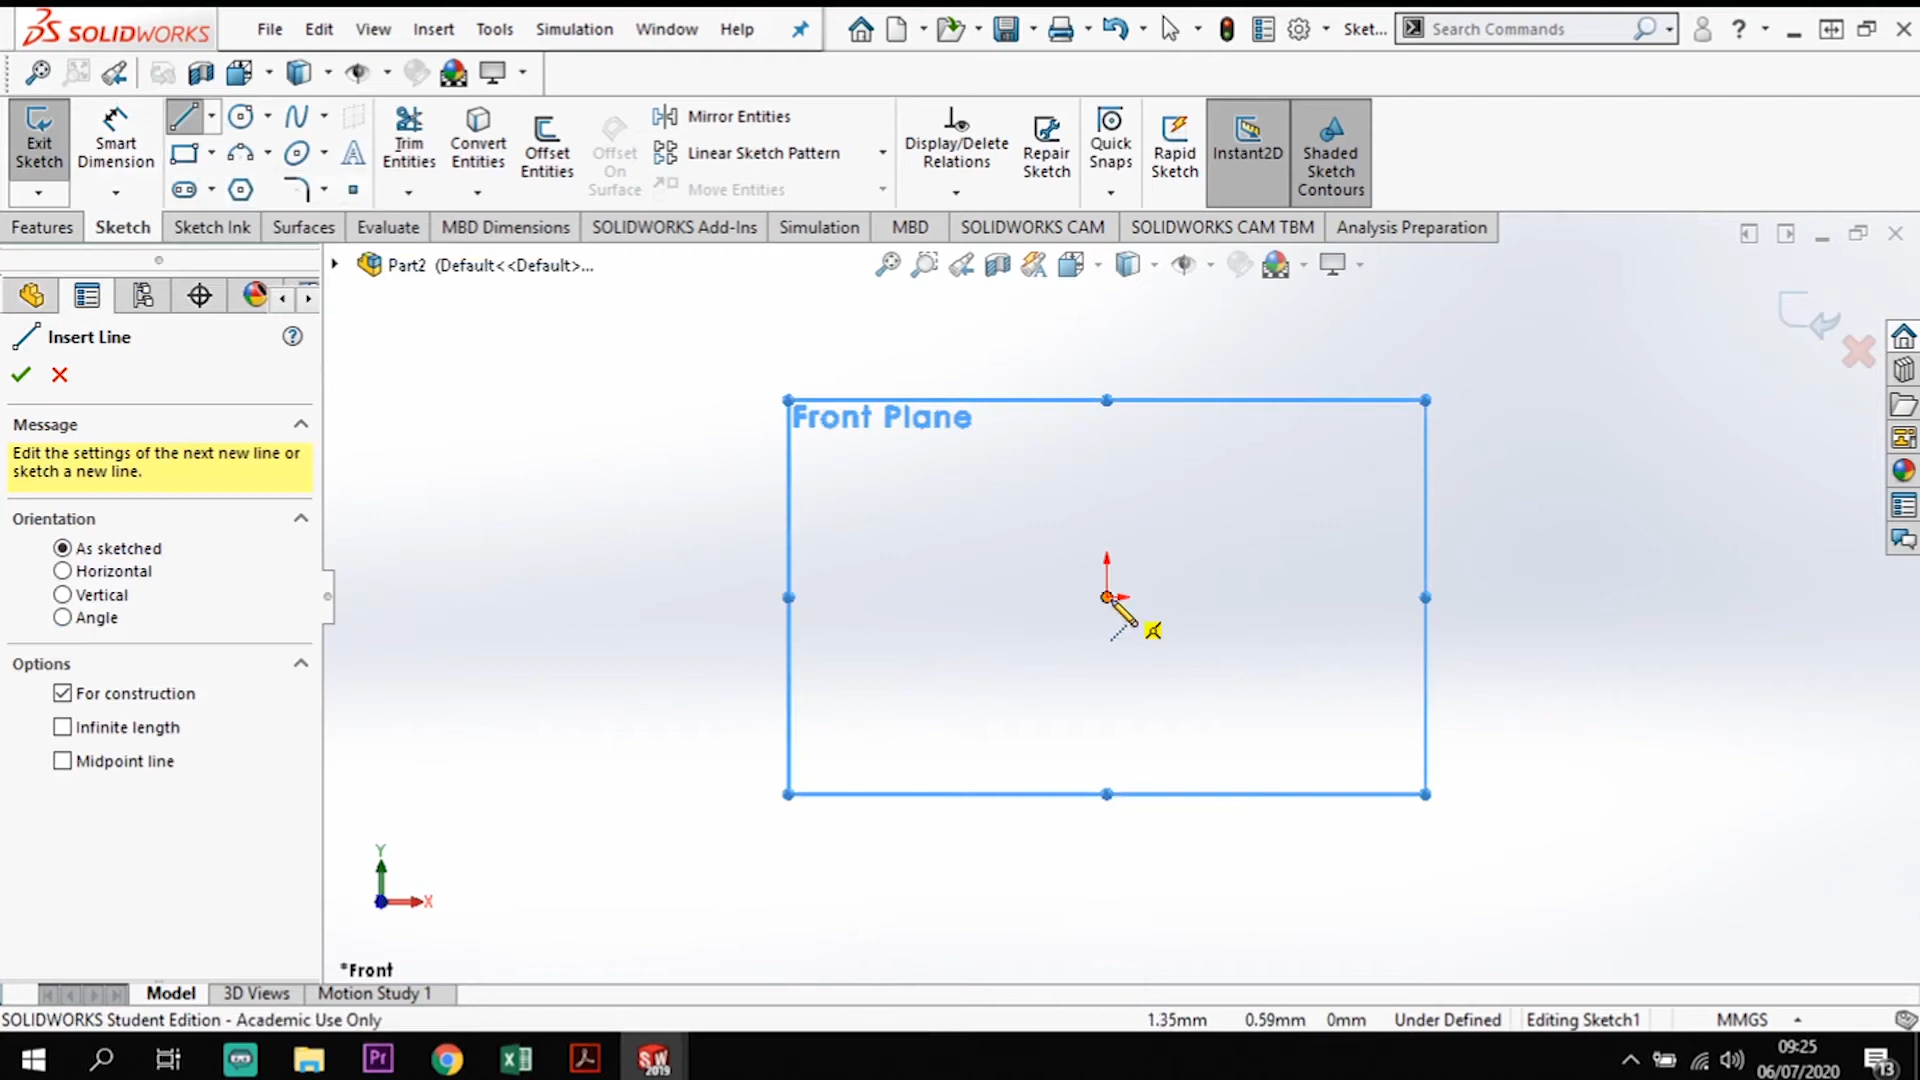 SOLIDWORKS File Edit View Insert Tools Simulation Window Help Sket... Search Commands ?
Exit Sketch
Smart Dimension
Trim Entities
Convert Entities
Offset Entities
Offset On Surface
Mirror Entities
Linear Sketch Pattern
Move Entities
Display/Delete Relations
Repair Sketch
Quick Snaps
Rapid Sketch
Instant2D
Shaded Sketch Contours
Features Sketch Sketch Ink Surfaces Evaluate MBD Dimensions SOLIDWORKS Add-Ins Simulation MBD SOLIDWORKS CAM SOLIDWORKS CAM TBM Analysis Preparation
Part2 (Default<<Default>...
Insert Line ?
Message
Edit the settings of the next new line or
sketch a new line.
Orientation
As sketched
Horizontal
Vertical
Angle
Options
For construction
Infinite length
Midpoint line
Front Plane
Y
X
*Front
Model 3D Views Motion Study 1
SOLIDWORKS Student Edition - Academic Use Only 1.35mm 0.59mm 0mm Under Defined Editing Sketch1 MMGS
Pr
SW 2019
09:25
06/07/2020
13